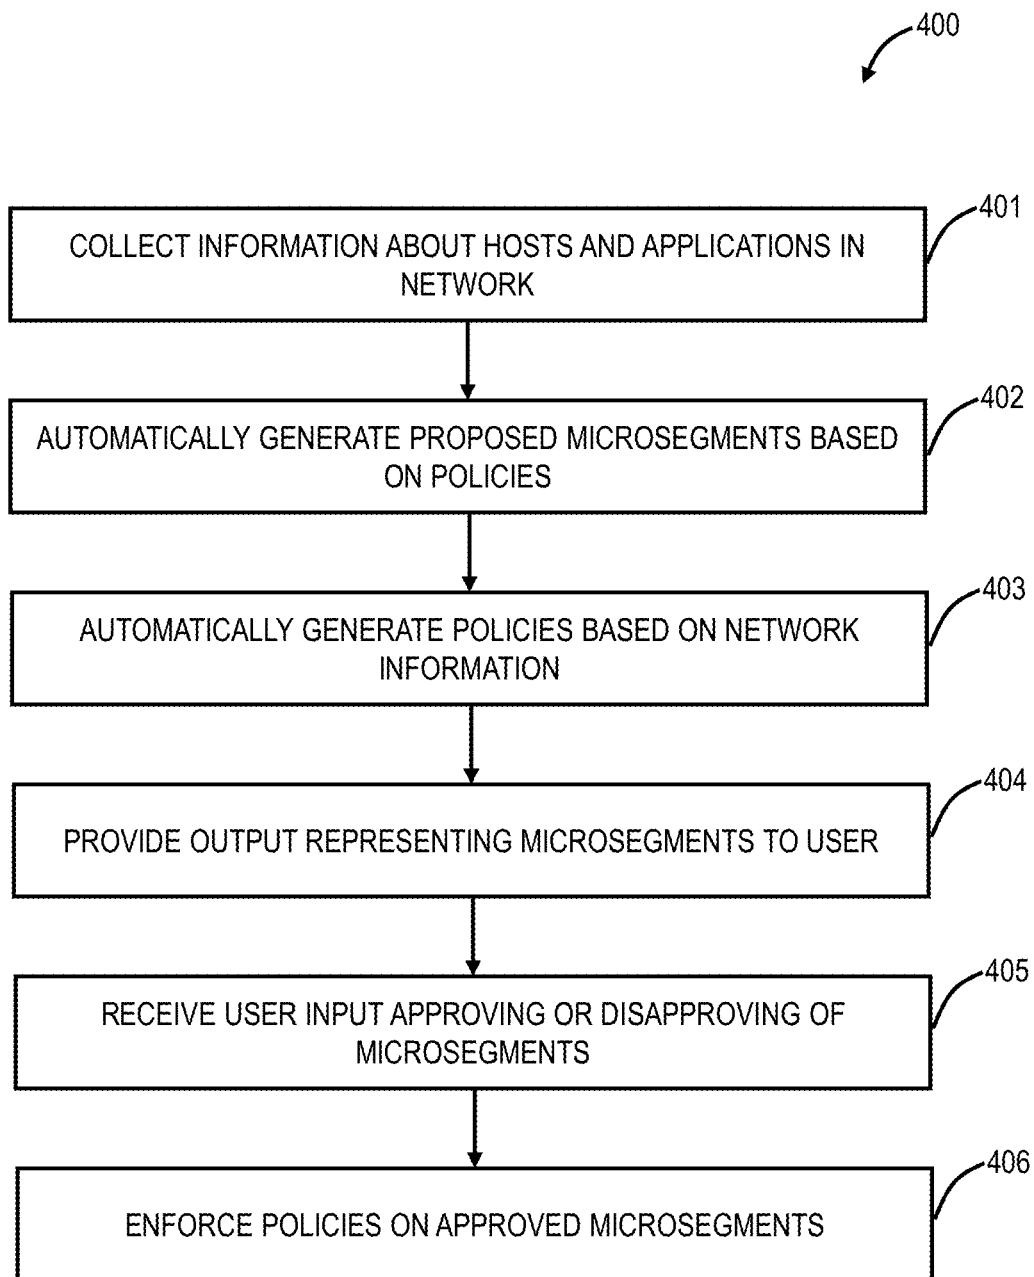 400
401
COLLECT INFORMATION ABOUT HOSTS AND APPLICATIONS IN
NETWORK
402
AUTOMATICALLY GENERATE PROPOSED MICROSEGMENTS BASED
ON POLICIES
403
AUTOMATICALLY GENERATE POLICIES BASED ON NETWORK
INFORMATION
404
PROVIDE OUTPUT REPRESENTING MICROSEGMENTS TO USER
405
RECEIVE USER INPUT APPROVING OR DISAPPROVING OF
MICROSEGMENTS
406
ENFORCE POLICIES ON APPROVED MICROSEGMENTS